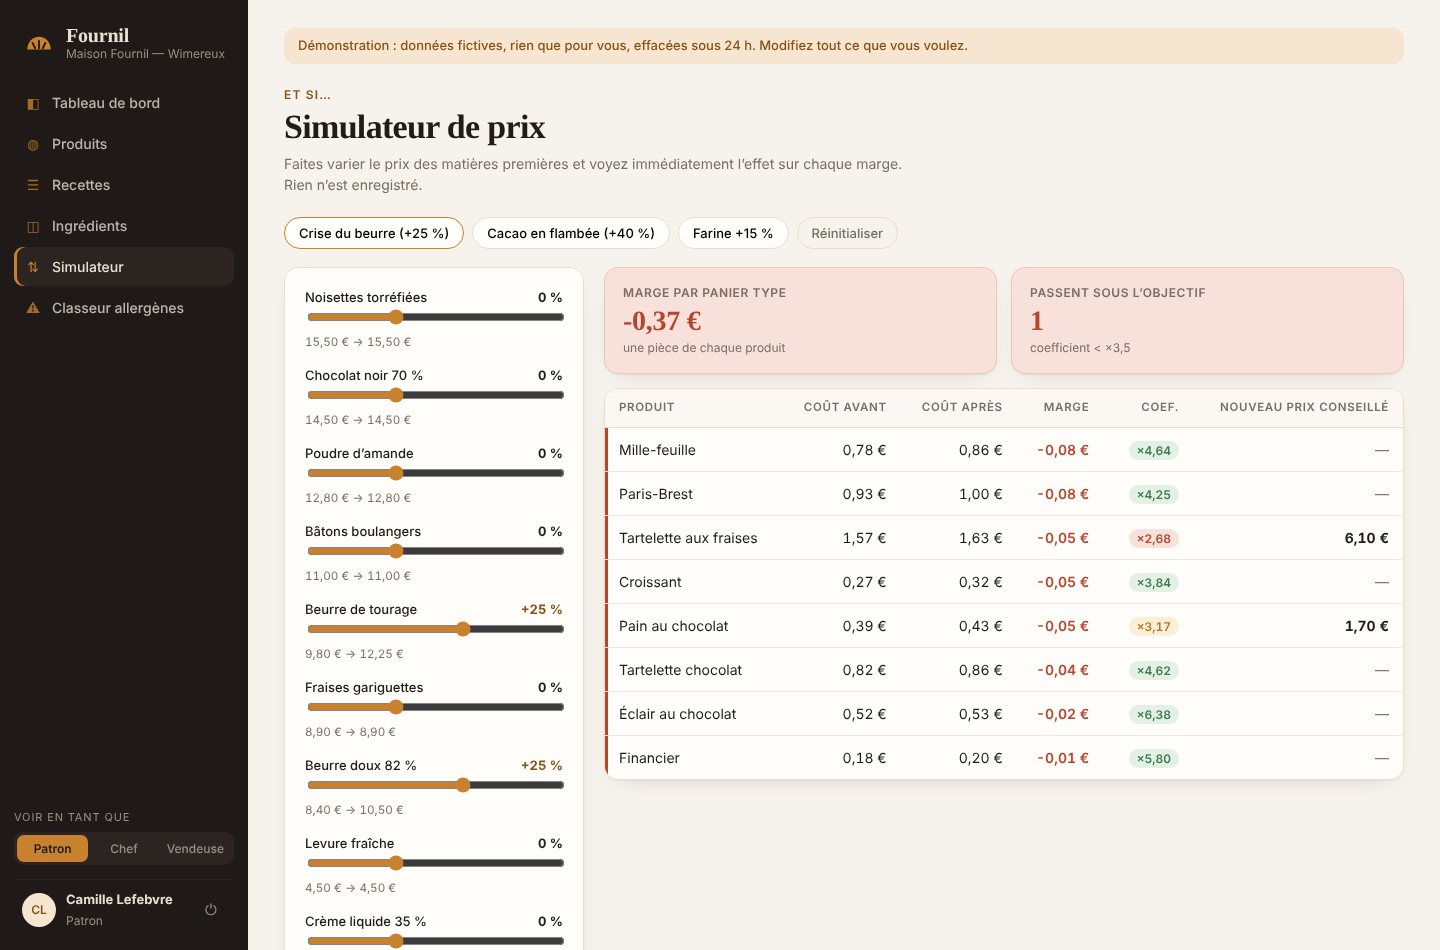 Fournil
Maison Fournil — Wimereux
Tableau de bord
Produits
Recettes
Ingrédients
Simulateur
Classeur allergènes
VOIR EN TANT QUE
Patron Chef Vendeuse
CL
Camille Lefebvre
Patron
Démonstration : données fictives, rien que pour vous, effacées sous 24 h. Modifiez tout ce que vous voulez.
ET SI…
Simulateur de prix
Faites varier le prix des matières premières et voyez immédiatement l’effet sur chaque marge.
Rien n’est enregistré.
Crise du beurre (+25 %) Cacao en flambée (+40 %) Farine +15 % Réinitialiser
Noisettes torréfiées 0 %
15,50 € → 15,50 €
Chocolat noir 70 % 0 %
14,50 € → 14,50 €
Poudre d’amande 0 %
12,80 € → 12,80 €
Bâtons boulangers 0 %
11,00 € → 11,00 €
Beurre de tourage +25 %
9,80 € → 12,25 €
Fraises gariguettes 0 %
8,90 € → 8,90 €
Beurre doux 82 % +25 %
8,40 € → 10,50 €
Levure fraîche 0 %
4,50 € → 4,50 €
Crème liquide 35 % 0 %
MARGE PAR PANIER TYPE
-0,37 €
une pièce de chaque produit
PASSENT SOUS L’OBJECTIF
1
coefficient < ×3,5
PRODUIT COÛT AVANT COÛT APRÈS MARGE COEF. NOUVEAU PRIX CONSEILLÉ
Mille-feuille 0,78 € 0,86 € -0,08 € ×4,64 —
Paris-Brest 0,93 € 1,00 € -0,08 € ×4,25 —
Tartelette aux fraises 1,57 € 1,63 € -0,05 € ×2,68 6,10 €
Croissant 0,27 € 0,32 € -0,05 € ×3,84 —
Pain au chocolat 0,39 € 0,43 € -0,05 € ×3,17 1,70 €
Tartelette chocolat 0,82 € 0,86 € -0,04 € ×4,62 —
Éclair au chocolat 0,52 € 0,53 € -0,02 € ×6,38 —
Financier 0,18 € 0,20 € -0,01 € ×5,80 —